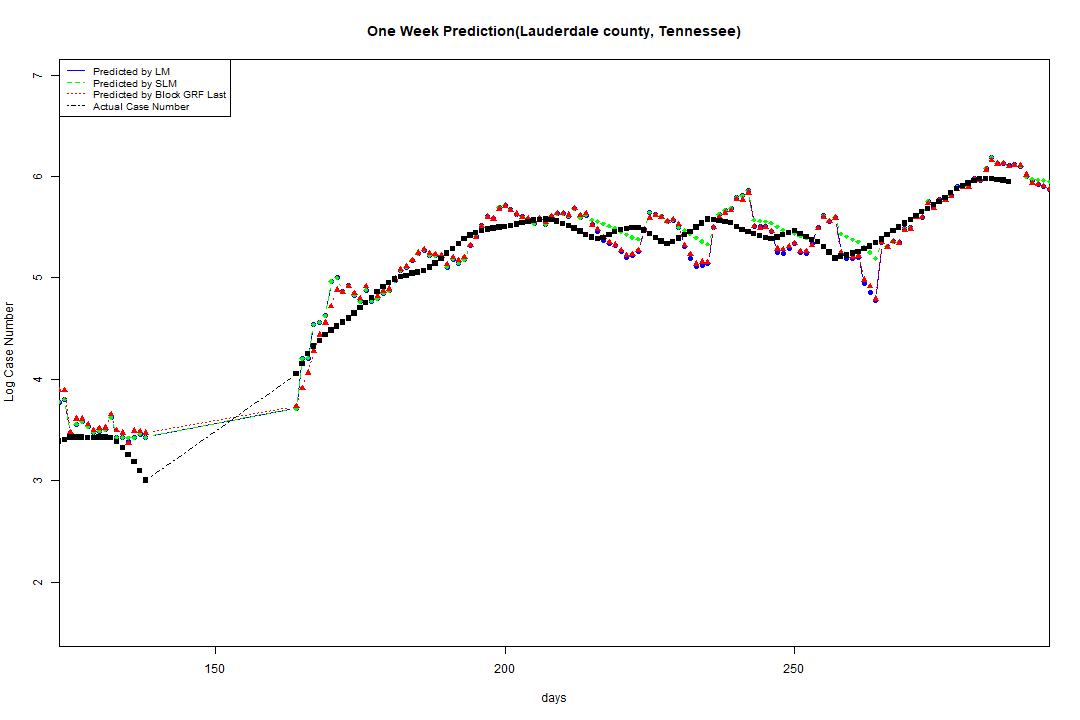 One Week Prediction(Lauderdale county, Tennessee)
Predicted by LM
Predicted by SLM
Predicted by Block GRF Last
Actual Case Number
7
6
5
4
3
2
Log Case Number
150
200
250
days